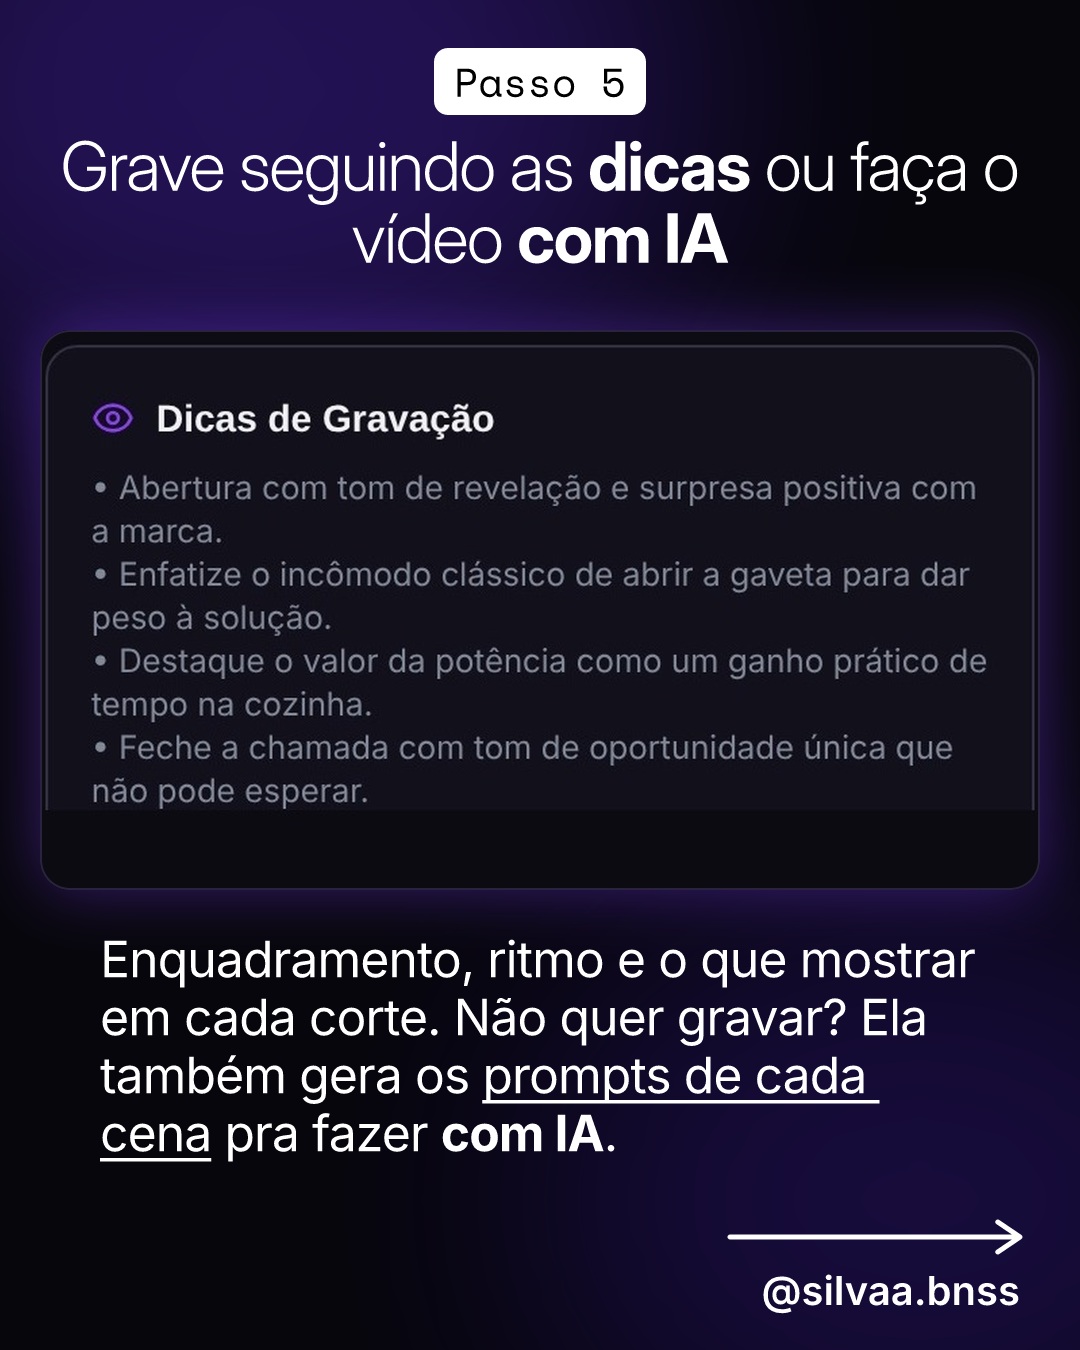 Passo 5
Grave seguindo as dicas ou faça o
vídeo com IA
Dicas de Gravação
• Abertura com tom de revelação e surpresa positiva com
a marca.
• Enfatize o incômodo clássico de abrir a gaveta para dar
peso à solução.
• Destaque o valor da potência como um ganho prático de
tempo na cozinha.
• Feche a chamada com tom de oportunidade única que
não pode esperar.
Enquadramento, ritmo e o que mostrar
em cada corte. Não quer gravar? Ela
também gera os prompts de cada
cena pra fazer com IA.
@silvaa.bnss